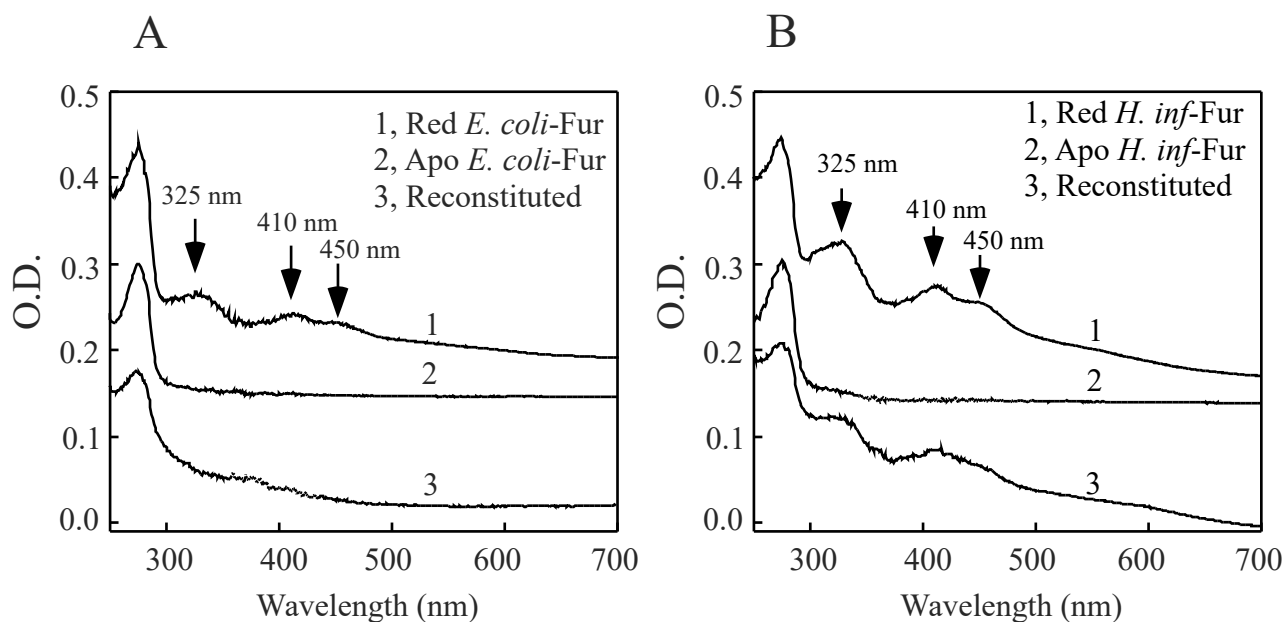 A
0.5
0.4
0.3
0.2
0.1
0.0
O.D.
1, Red E. coli-Fur
2, Apo E. coli-Fur
3, Reconstituted
325 nm
410 nm
450 nm
1
2
3
300 400 500 600 700
Wavelength (nm)
B
0.5
0.4
0.3
0.2
0.1
0.0
O.D.
1, Red H. inf-Fur
2, Apo H. inf-Fur
3, Reconstituted
325 nm
410 nm
450 nm
1
2
3
300 400 500 600 700
Wavelength (nm)